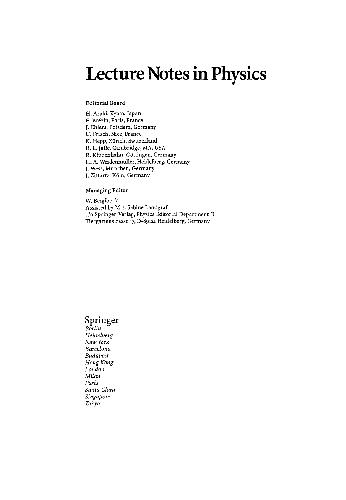 Lecture Notes in Physics
Editorial Board
H. Araki, Kyoto, Japan
E. Brézin, Paris, France
J. Ehlers, Potsdam, Germany
U. Frisch, Nice, France
K. Hepp, Zürich, Switzerland
R. L. Jaffe, Cambridge, MA, USA
R. Kippenhahn, Göttingen, Germany
H. A. Weidenmüller, Heidelberg, Germany
J. Wess, München, Germany
J. Zittartz, Köln, Germany
Managing Editor
W. Beiglböck
Assisted by Mrs. Sabine Landgraf
c/o Springer-Verlag, Physics Editorial Department II
Tiergartenstrasse 17, D-69121 Heidelberg, Germany
Springer
Berlin
Heidelberg
New York
Barcelona
Budapest
Hong Kong
London
Milan
Paris
Santa Clara
Singapore
Tokyo